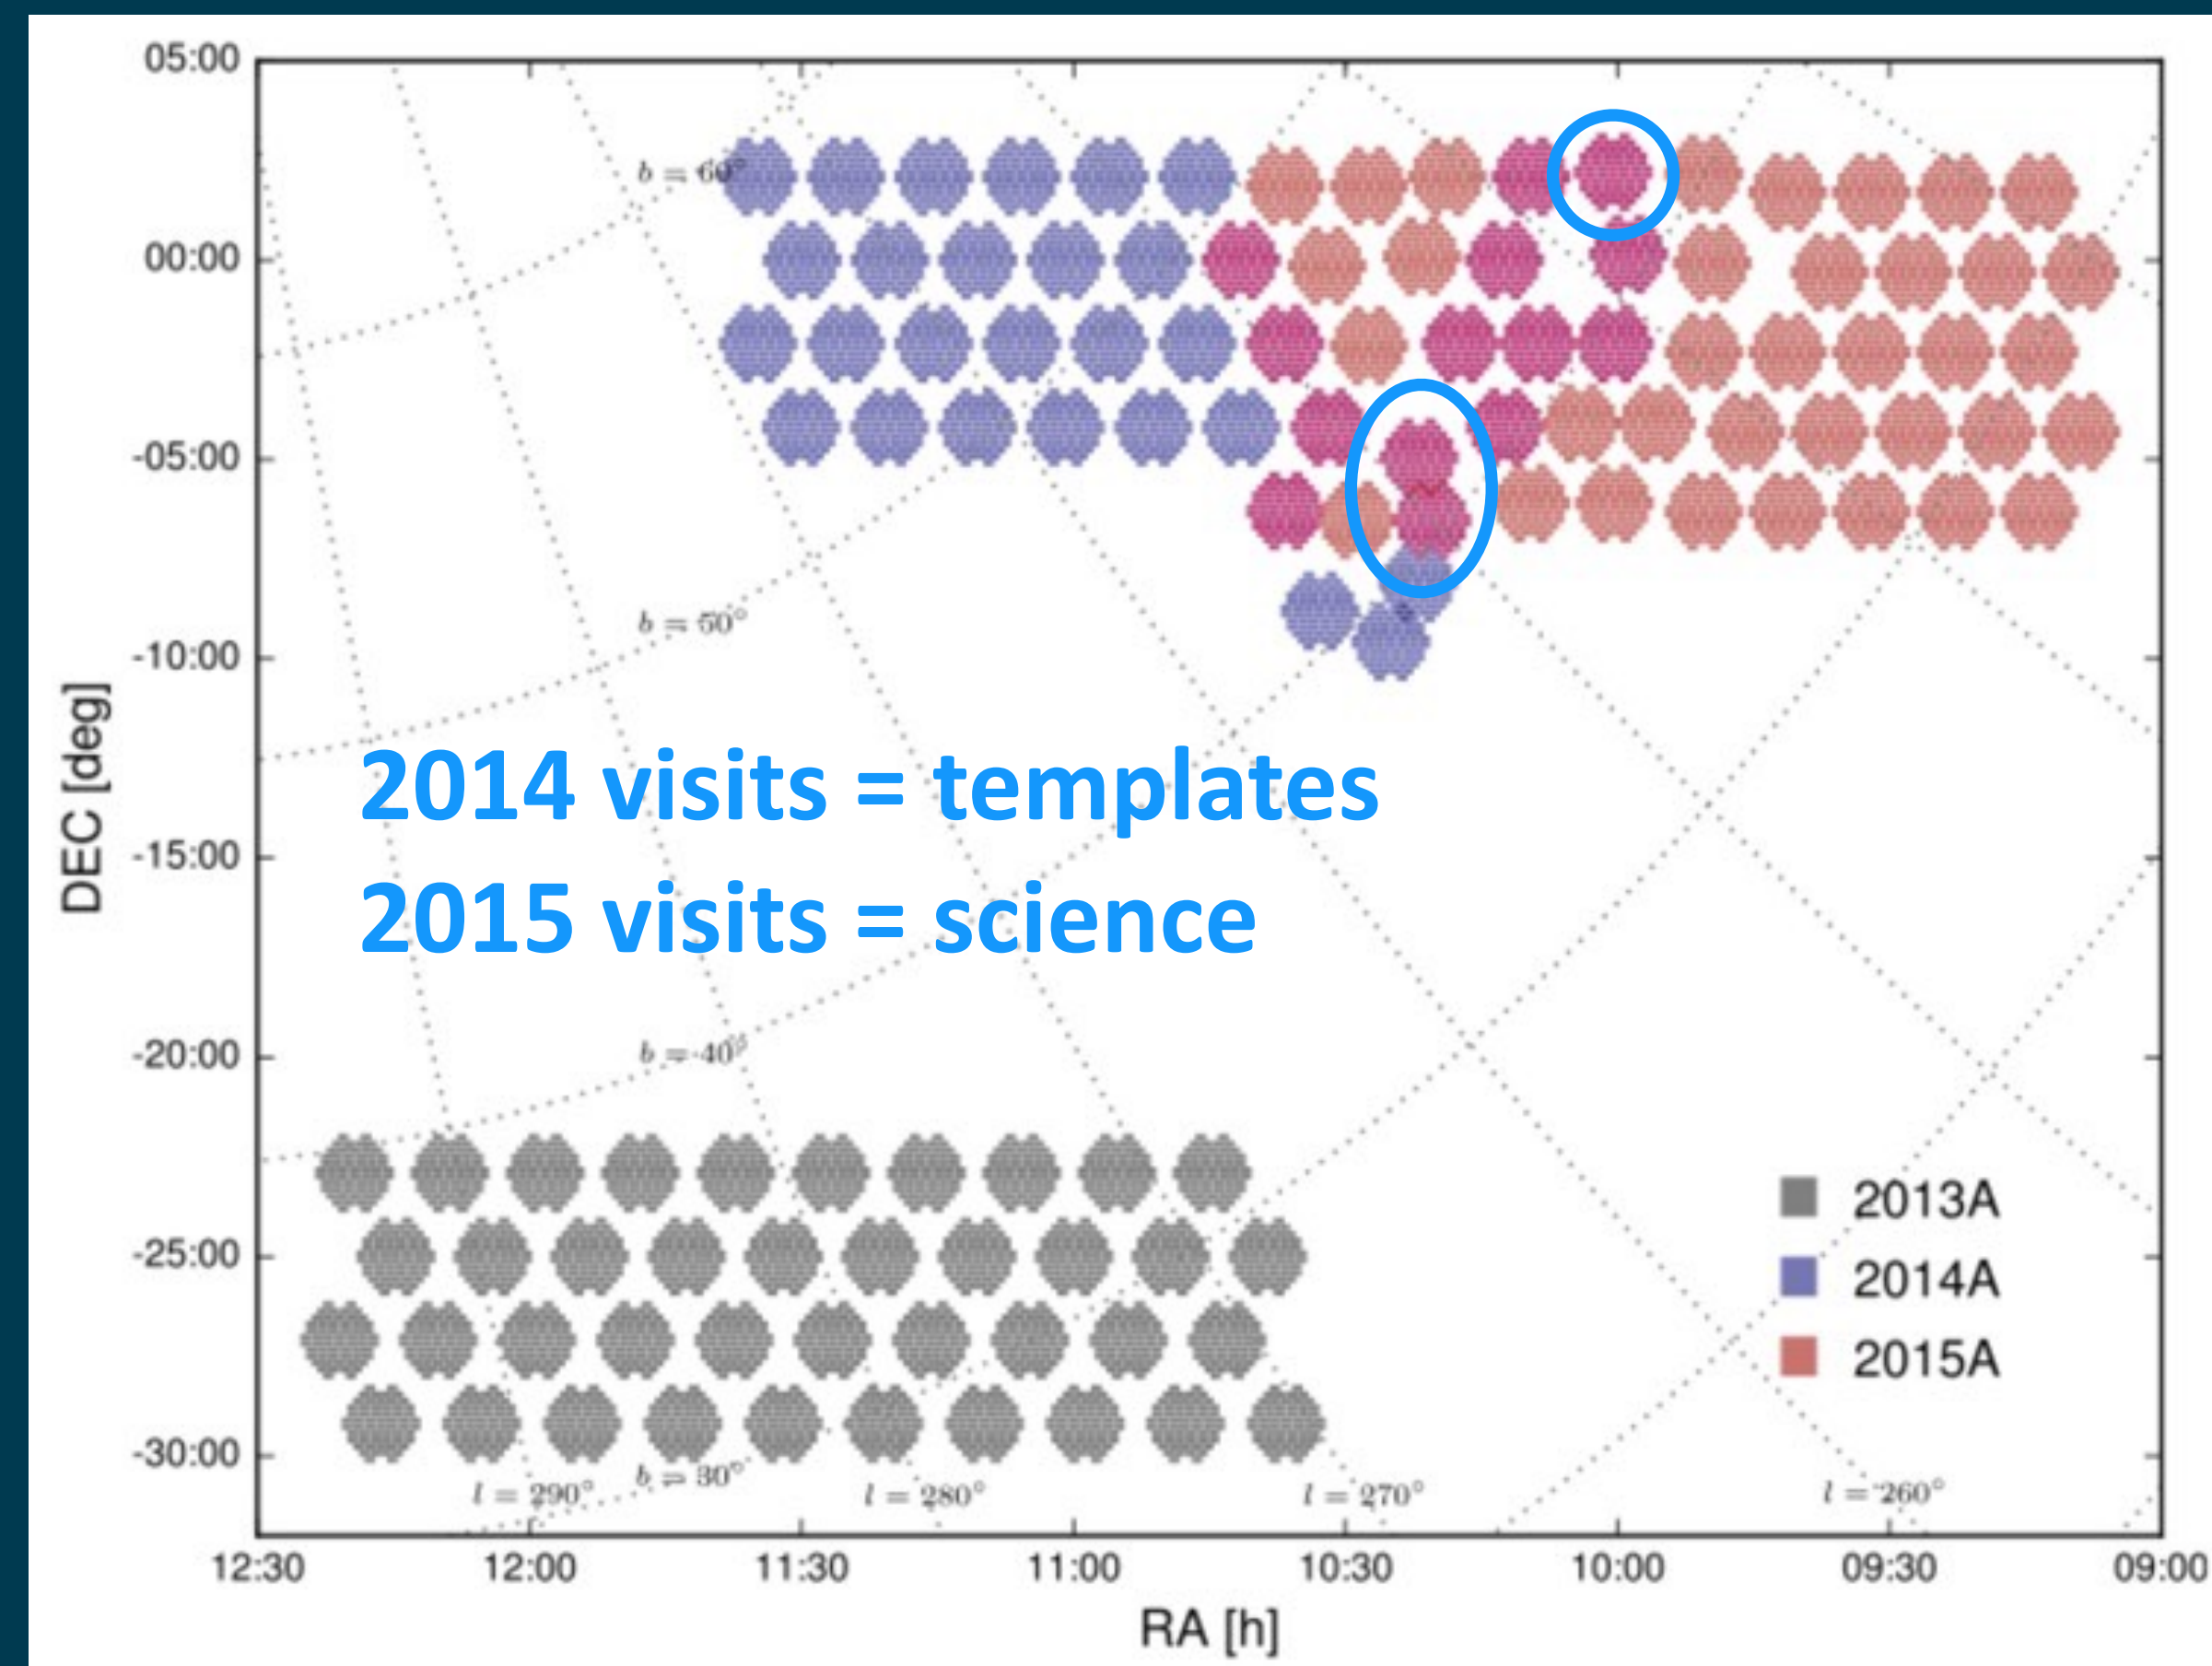 05:00
00:00
-05:00
-10:00
-15:00
-20:00
-25:00
-30:00
DEC [deg]
b = 60°
b = 50°
2014 visits = templates
2015 visits = science
b = 40°
2013A
2014A
2015A
b = 30°
l = 290°
l = 280°
l = 270°
l = 260°
12:30
12:00
11:30
11:00
10:30
10:00
09:30
09:00
RA [h]